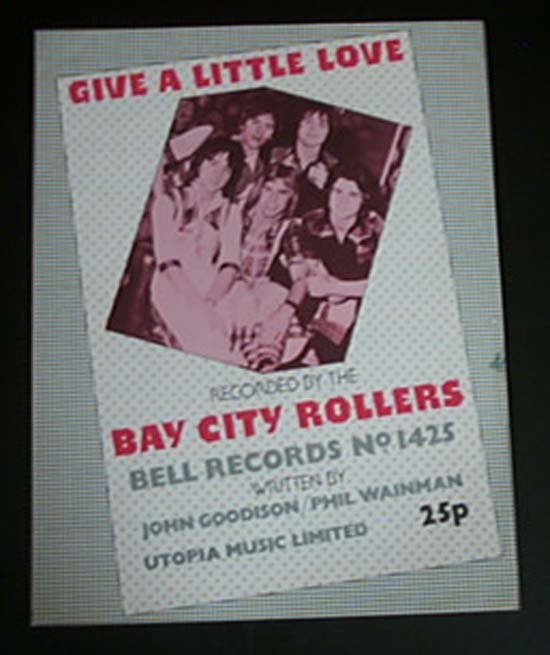 GIVE A LITTLE LOVE
RECORDED BY THE
BAY CITY ROLLERS
BELL RECORDS Nº 1425
WRITTEN BY
JOHN GOODISON/PHIL WAINMAN
UTOPIA MUSIC LIMITED
25p